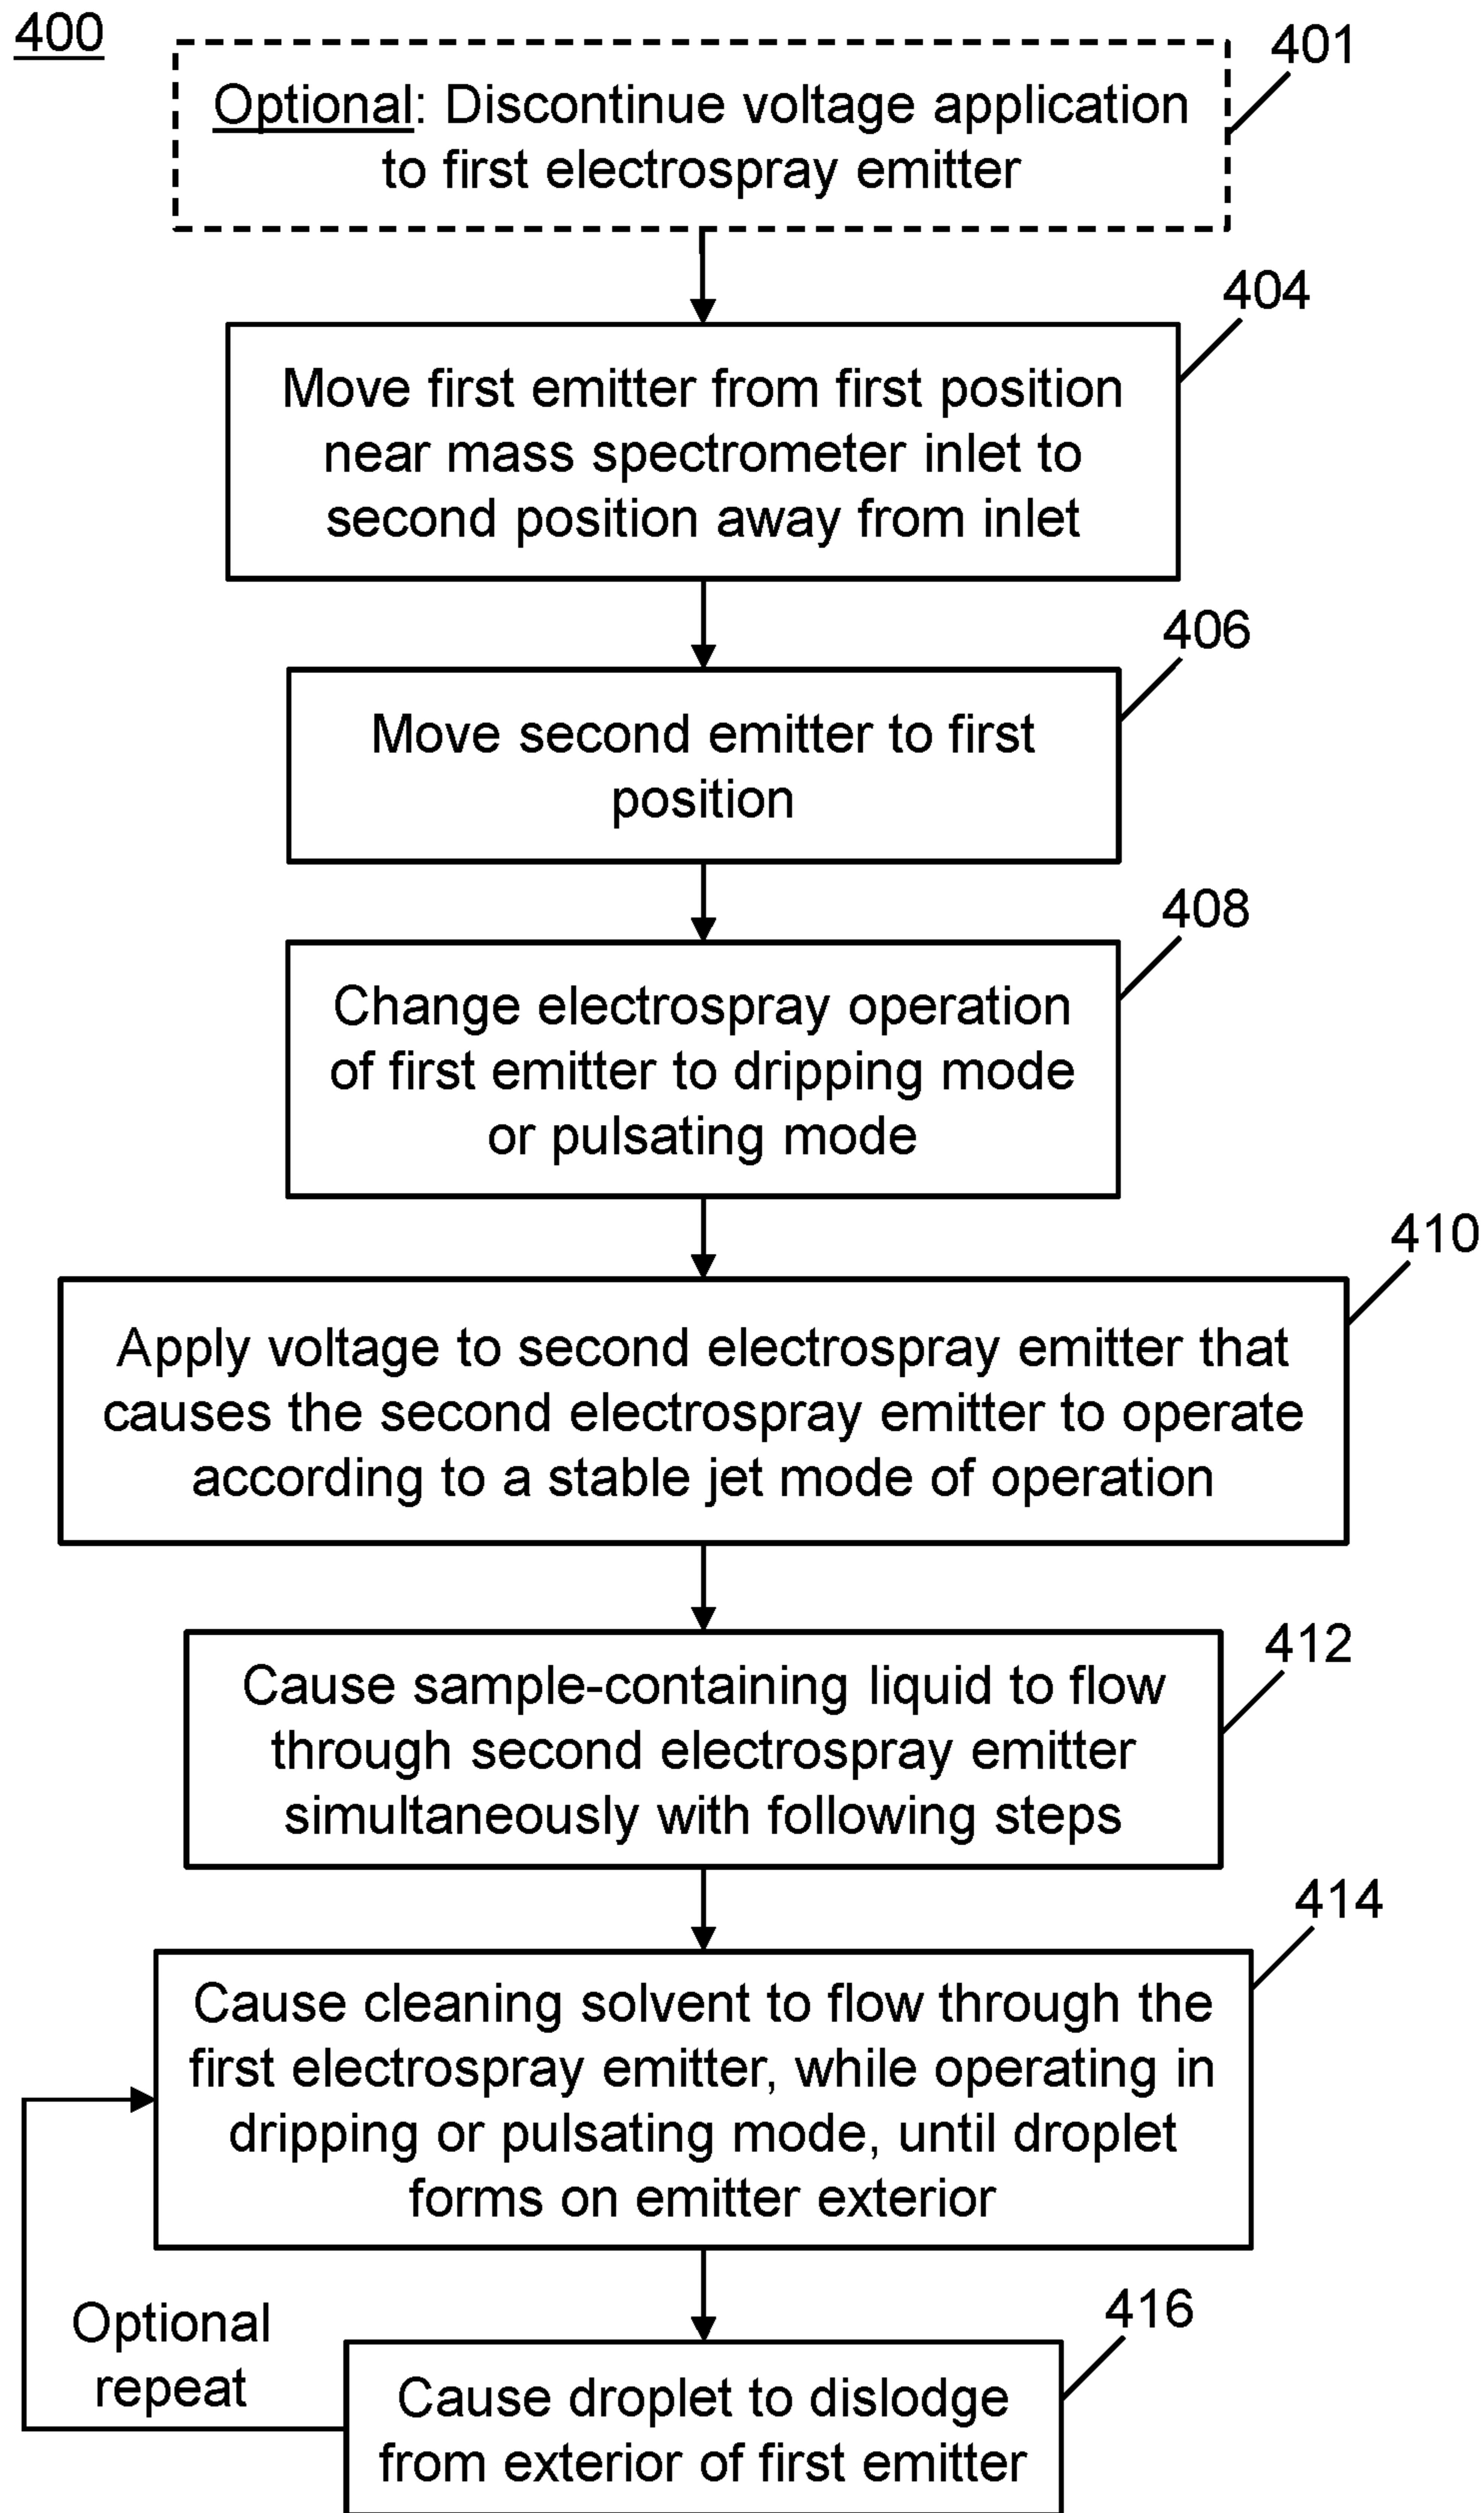 400
401
Optional: Discontinue voltage application
to first electrospray emitter
404
Move first emitter from first position
near mass spectrometer inlet to
second position away from inlet
406
Move second emitter to first
position
408
Change electrospray operation
of first emitter to dripping mode
or pulsating mode
410
Apply voltage to second electrospray emitter that
causes the second electrospray emitter to operate
according to a stable jet mode of operation
412
Cause sample-containing liquid to flow
through second electrospray emitter
simultaneously with following steps
414
Cause cleaning solvent to flow through the
first electrospray emitter, while operating in
dripping or pulsating mode, until droplet
forms on emitter exterior
Optional
repeat
416
Cause droplet to dislodge
from exterior of first emitter